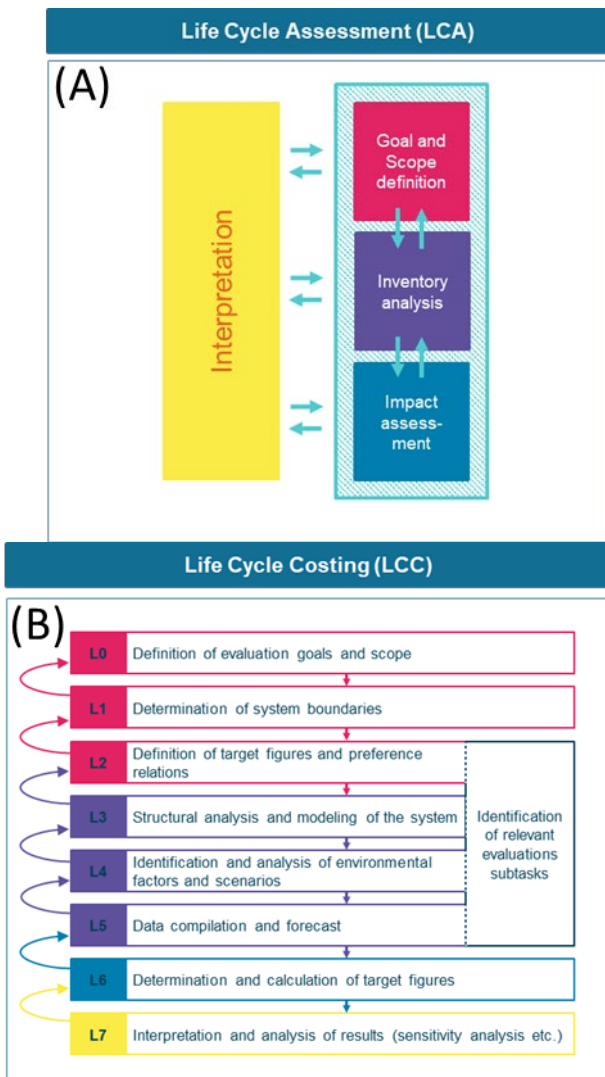 Life Cycle Assessment (LCA)
(A)
Interpretation
Goal and
Scope
definition
Inventory
analysis
Impact
assess-
ment
Life Cycle Costing (LCC)
(B)
L0 Definition of evaluation goals and scope
L1 Determination of system boundaries
L2 Definition of target figures and preference
relations
L3 Structural analysis and modeling of the system
L4 Identification and analysis of environmental
factors and scenarios
L5 Data compilation and forecast
Identification
of relevant
evaluations
subtasks
L6 Determination and calculation of target figures
L7 Interpretation and analysis of results (sensitivity analysis etc.)